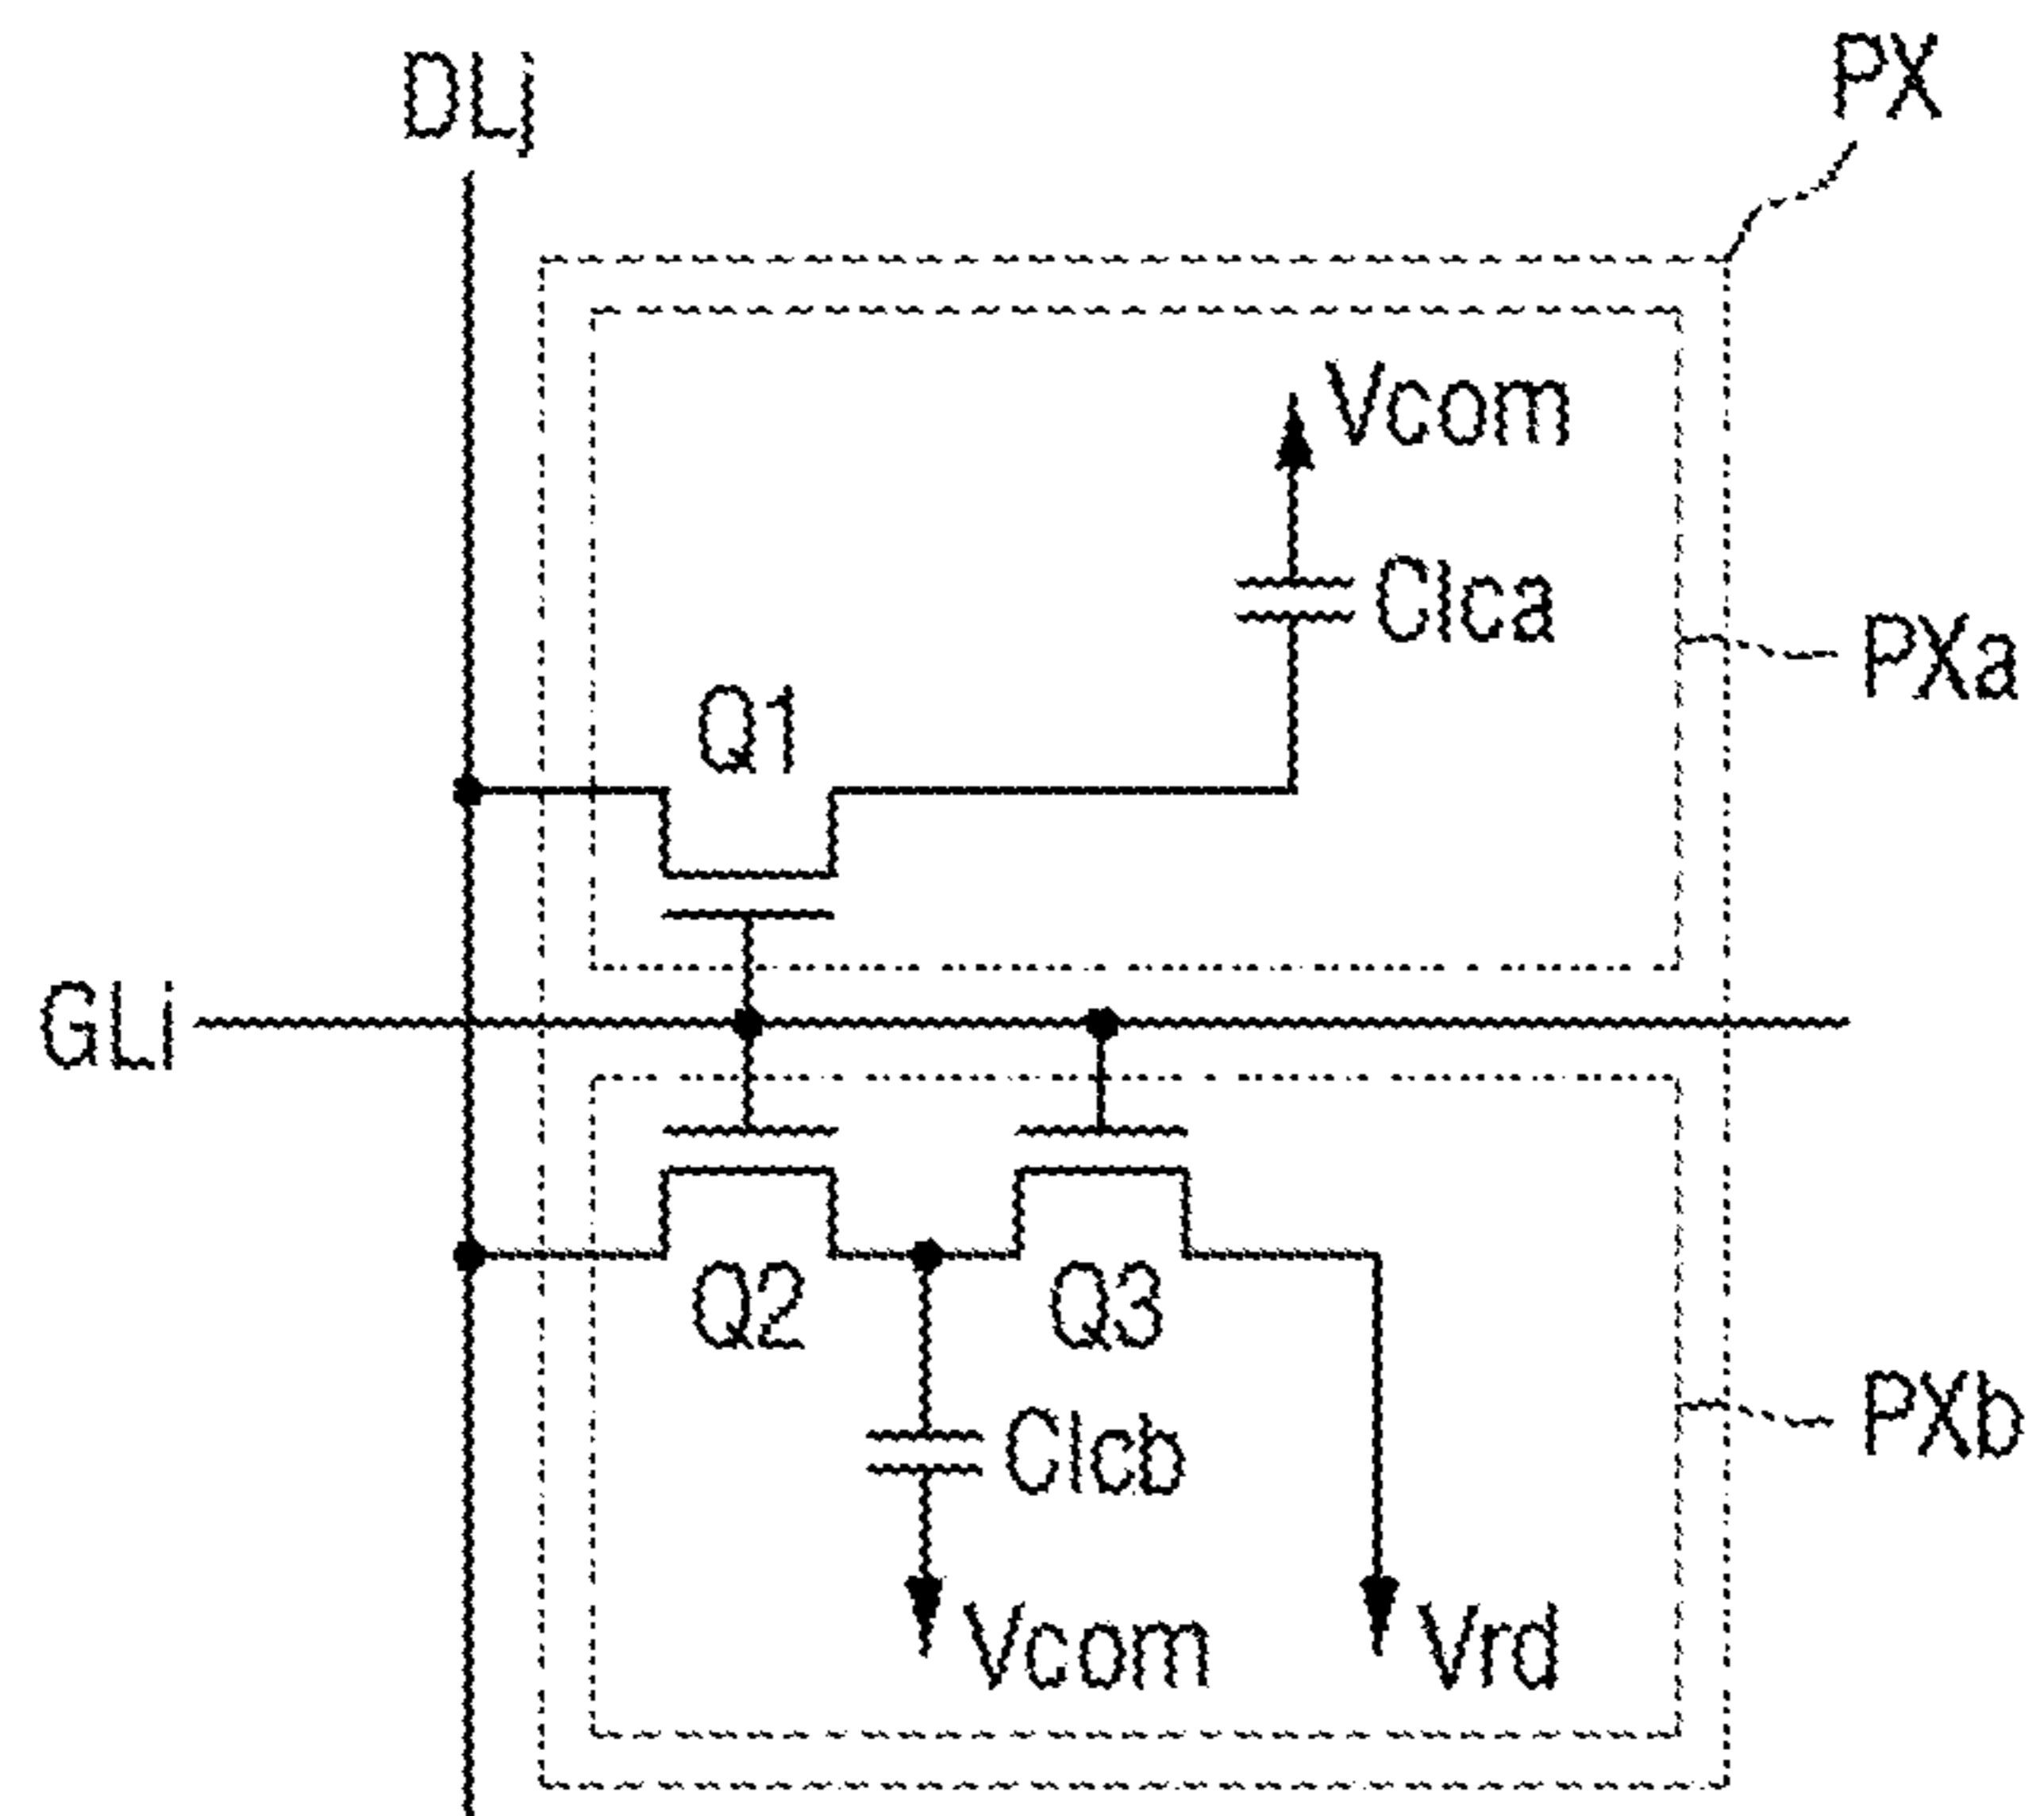 DLj
PX
Vcom
Clca
PXa
Q1
GLi
Q2
Q3
PXb
Clcb
Vcom
Vrd